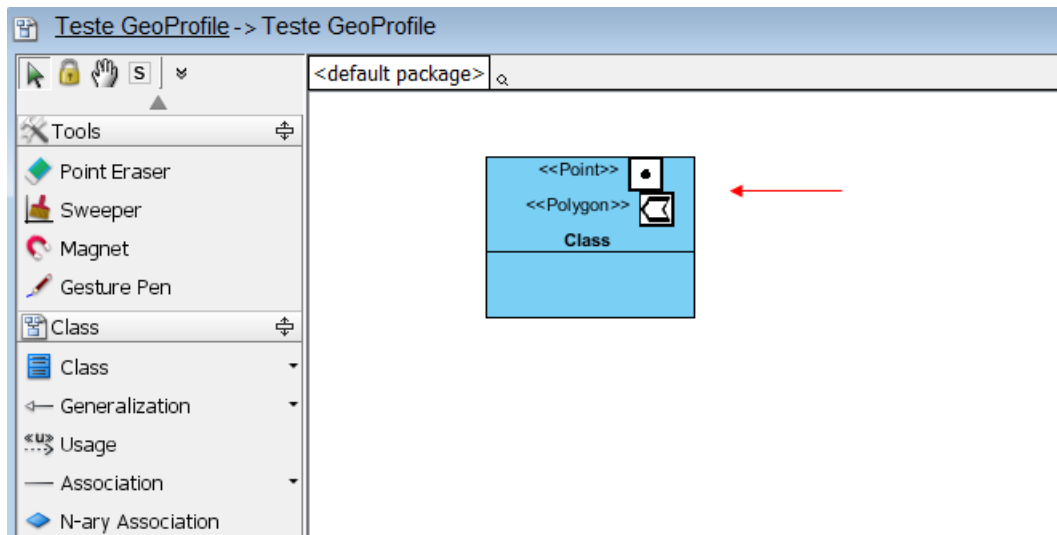 Teste GeoProfile -> Teste GeoProfile
S
<default package>
Tools
Point Eraser
Sweeper
Magnet
Gesture Pen
Class
Class
Generalization
«U»
Usage
Association
N-ary Association
<<Point>>
<<Polygon>>
Class